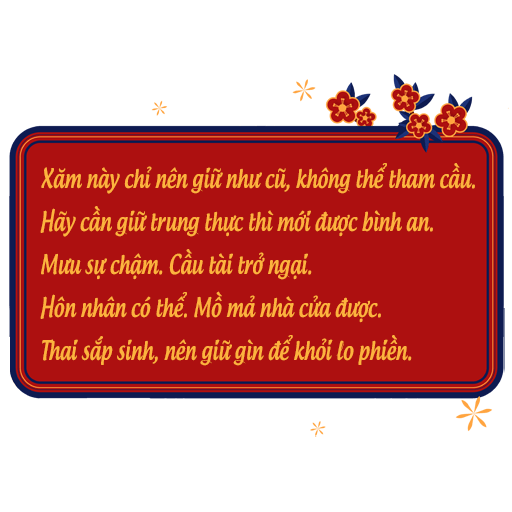 Xăm này chỉ nên giữ như cũ, không thể tham cầu.
Hãy cần giữ trung thực thì mới được bình an.
Mưu sự chậm. Cầu tài trở ngại.
Hôn nhân có thể. Mồ mả nhà cửa được.
Thai sắp sinh, nên giữ gìn để khỏi lo phiền.